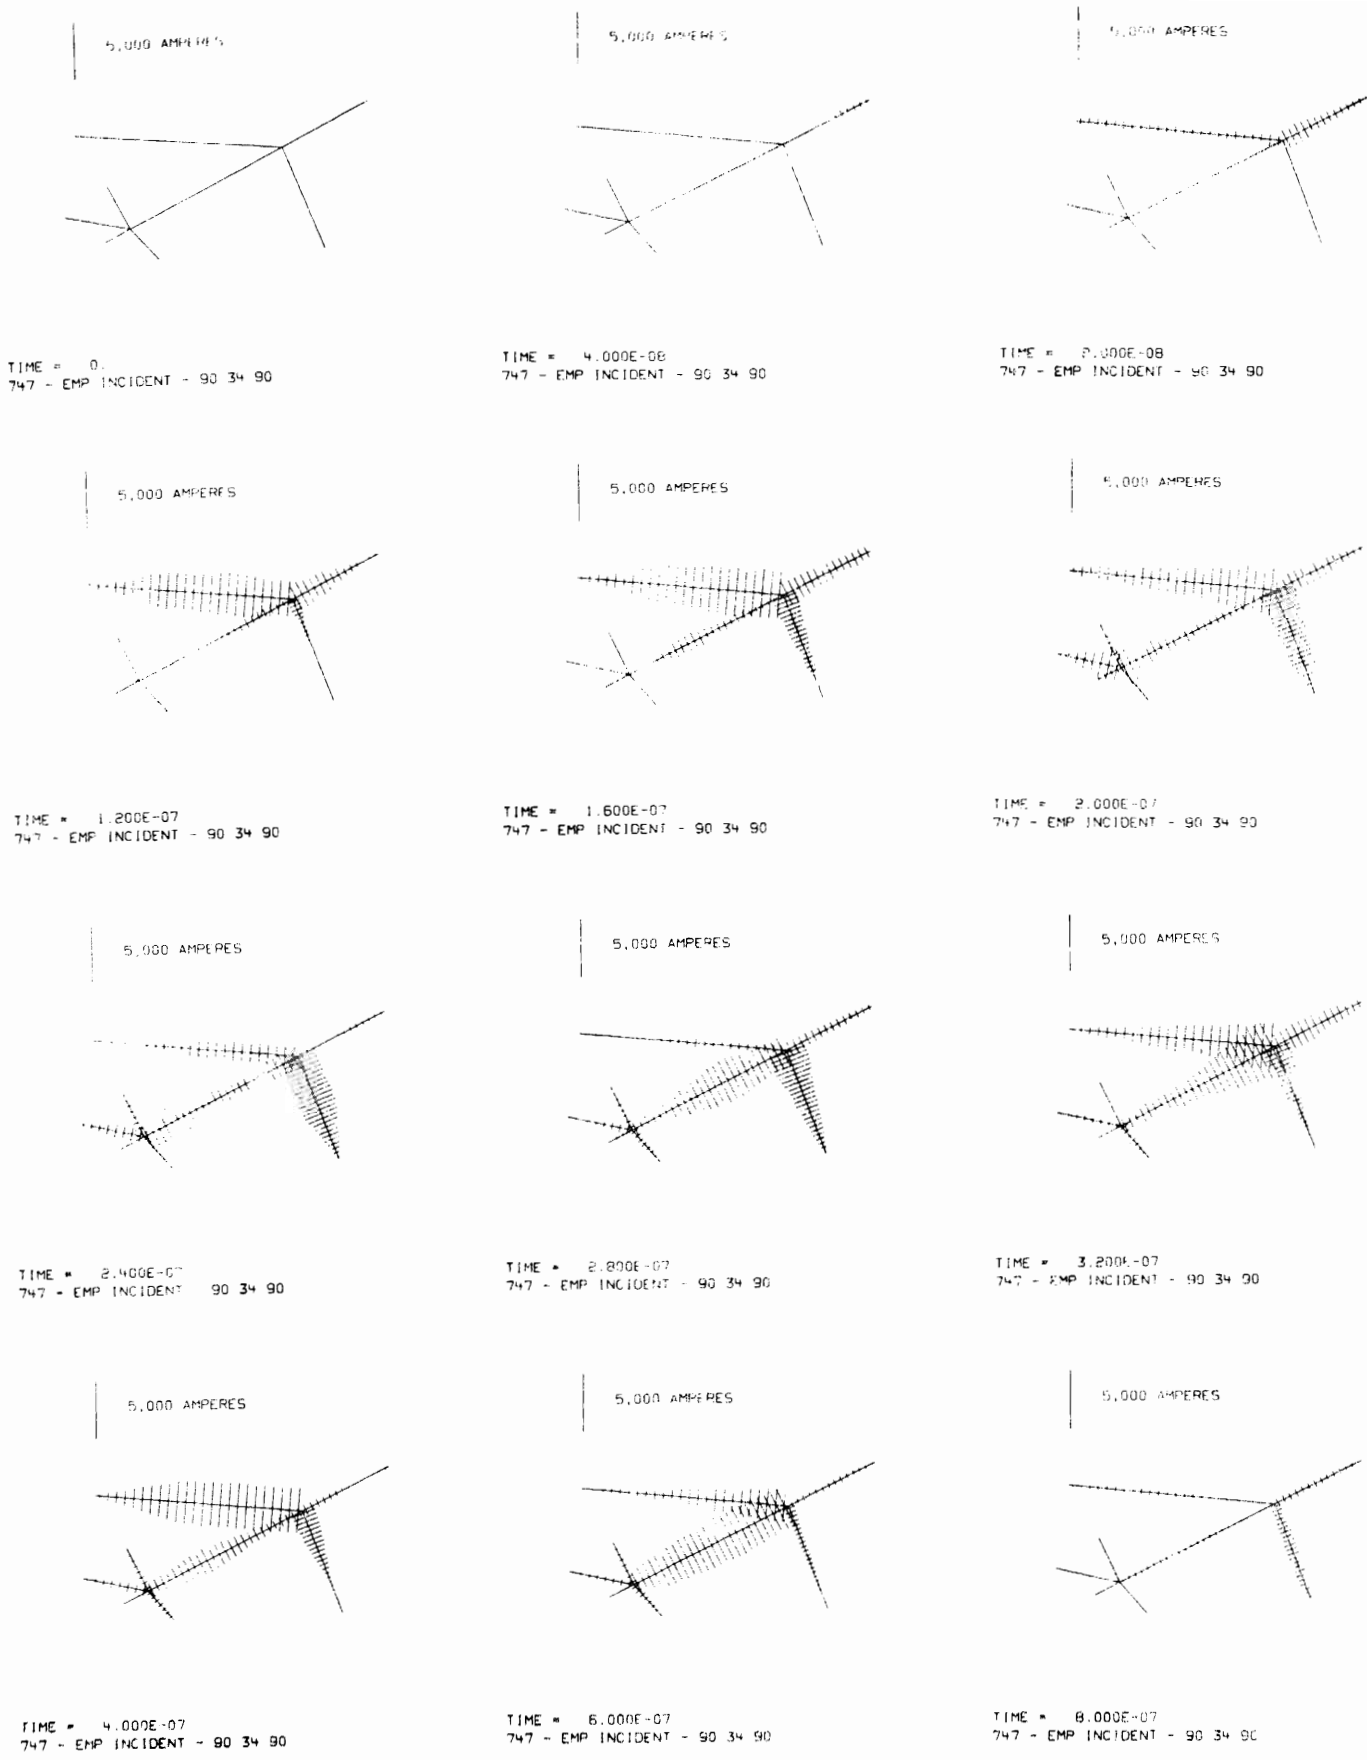 5,000 AMPERES
TIME = 0.
747 - EMP INCIDENT - 90 34 90
5,000 AMPERES
TIME = 4.000E-08
747 - EMP INCIDENT - 90 34 90
5,000 AMPERES
TIME = E-08
747 - EMP INCIDENT - 90 34 90
5,000 AMPERES
TIME = 1.200E-07
747 - EMP INCIDENT - 90 34 90
5,000 AMPERES
TIME = 1.600E-07
747 - EMP INCIDENT - 90 34 90
5,000 AMPERES
TIME = 2.000E-07
747 - EMP INCIDENT - 90 34 90
5,000 AMPERES
TIME = 2.400E-07
747 - EMP INCIDENT 90 34 90
5,000 AMPERES
TIME = 2.800E-07
747 - EMP INCIDENT - 90 34 90
5,000 AMPERES
TIME = 3.200E-07
747 - EMP INCIDENT - 90 34 90
5,000 AMPERES
TIME = 4.000E-07
747 - EMP INCIDENT - 90 34 90
5,000 AMPERES
TIME = 6.000E-07
747 - EMP INCIDENT - 90 34 90
5,000 AMPERES
TIME = 8.000E-07
747 - EMP INCIDENT - 90 34 90